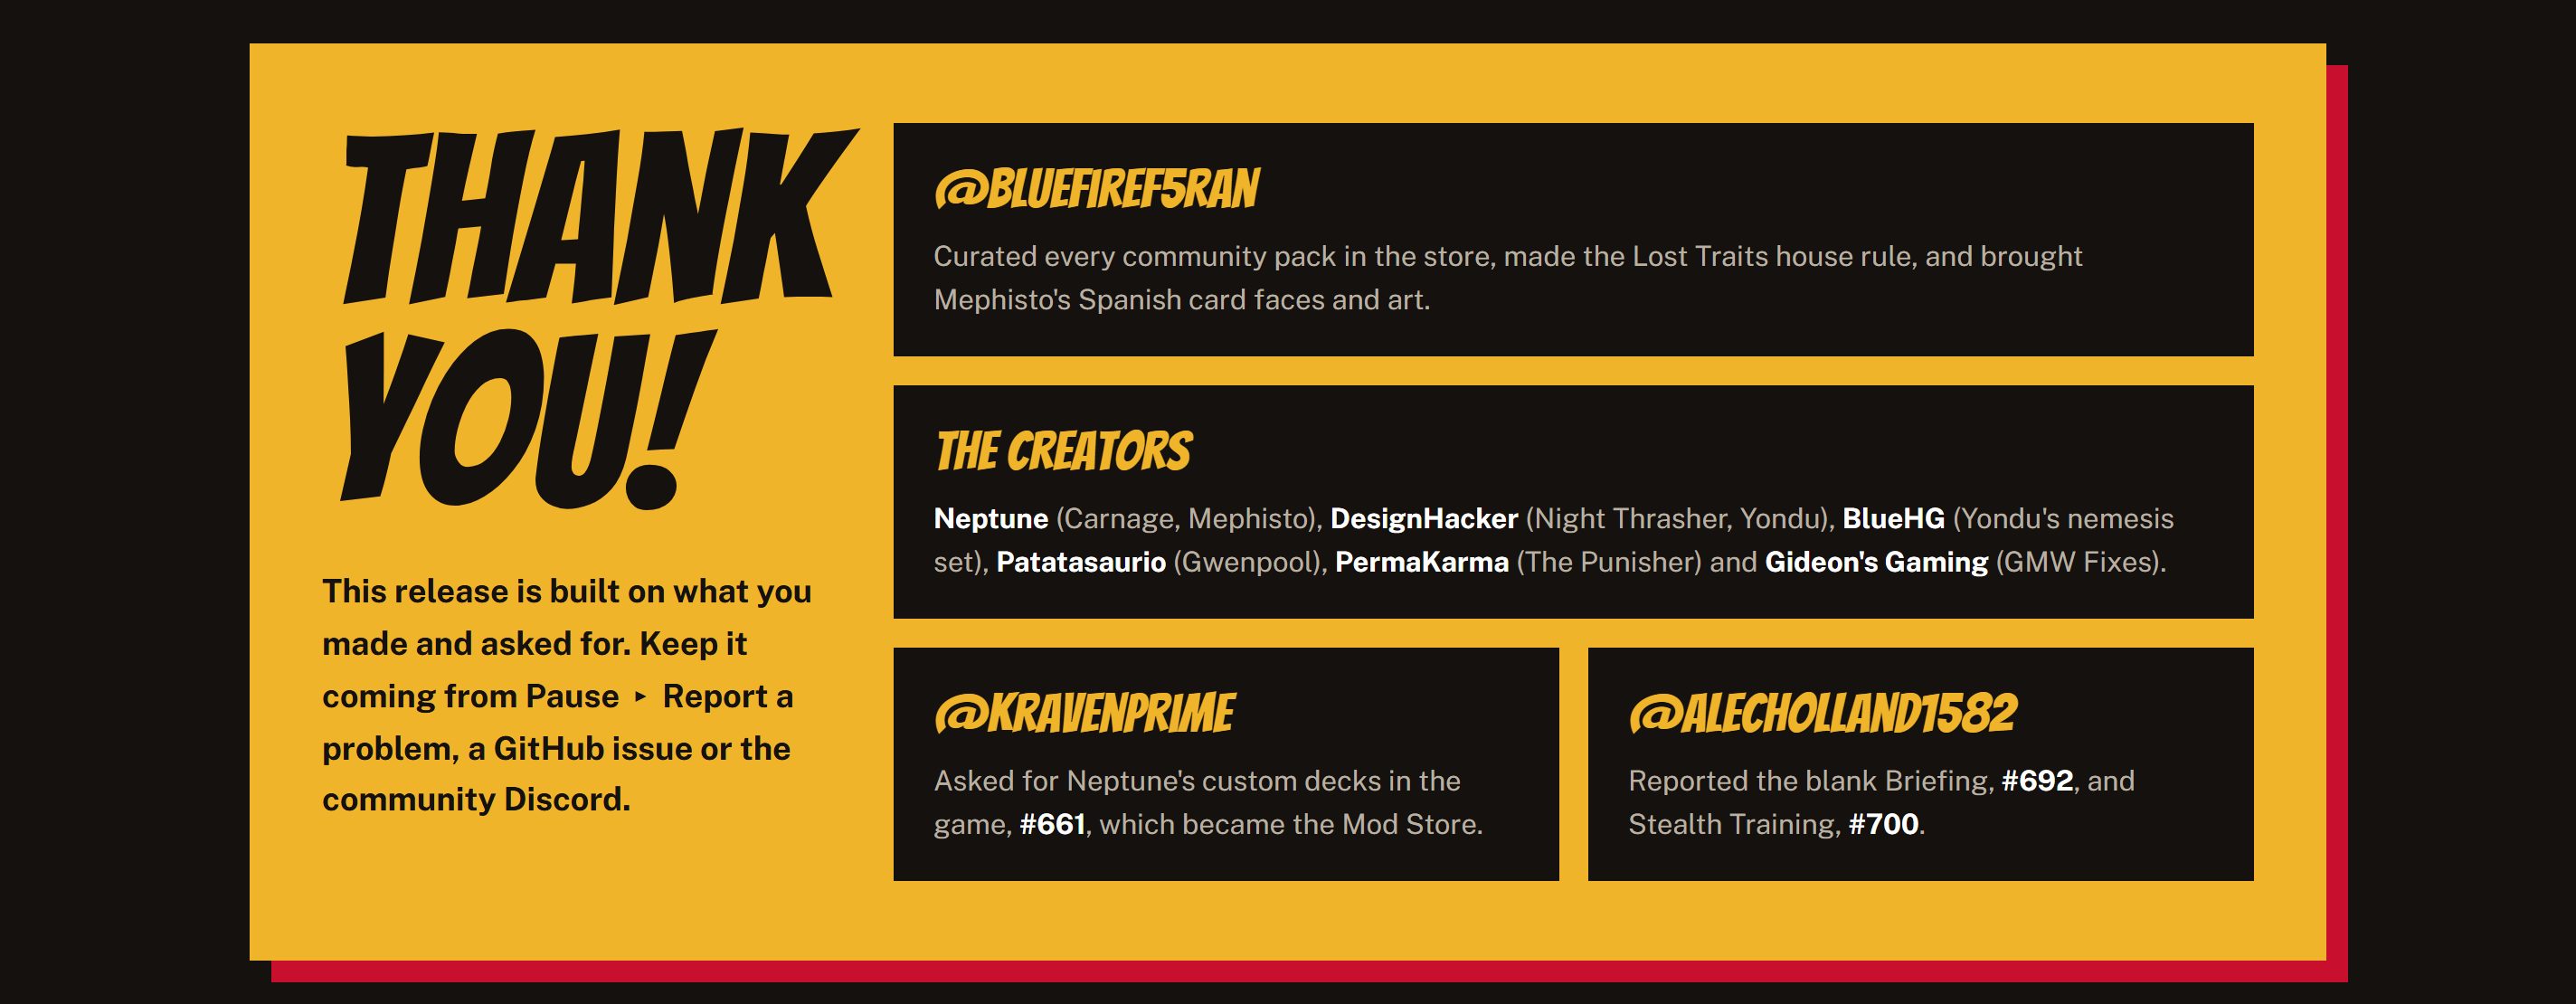 THANK
YOU!
This release is built on what you
made and asked for. Keep it
coming from Pause ▸ Report a
problem, a GitHub issue or the
community Discord.
@BLUEFIREF5RAN
Curated every community pack in the store, made the Lost Traits house rule, and brought
Mephisto's Spanish card faces and art.
THE CREATORS
Neptune (Carnage, Mephisto), DesignHacker (Night Thrasher, Yondu), BlueHG (Yondu's nemesis
set), Patatasaurio (Gwenpool), PermaKarma (The Punisher) and Gideon's Gaming (GMW Fixes).
@KRAVENPRIME
Asked for Neptune's custom decks in the
game, #661, which became the Mod Store.
@ALECHOLLAND1582
Reported the blank Briefing, #692, and
Stealth Training, #700.